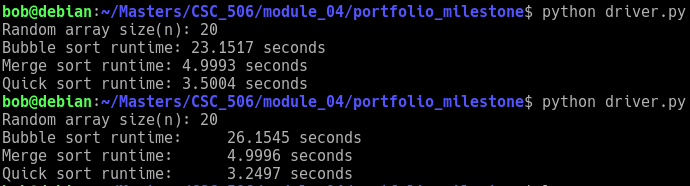 bob@debian:~/Masters/CSC_506/module_04/portfolio_milestone$ python driver.py
Random array size(n): 20
Bubble sort runtime: 23.1517 seconds
Merge sort runtime: 4.9993 seconds
Quick sort runtime: 3.5004 seconds
bob@debian:~/Masters/CSC_506/module_04/portfolio_milestone$ python driver.py
Random array size(n): 20
Bubble sort runtime:     26.1545 seconds
Merge sort runtime:      4.9996 seconds
Quick sort runtime:      3.2497 seconds